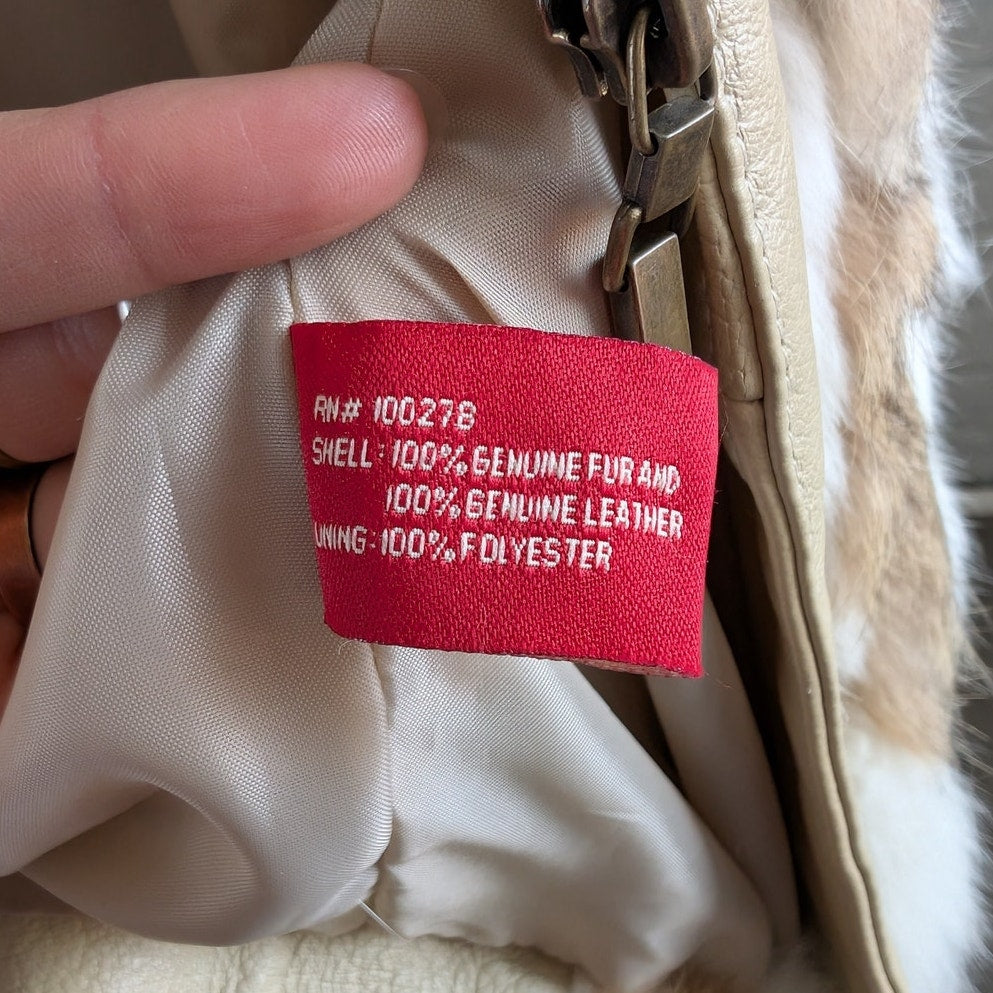 RN# 100278
SHELL: 100% GENUINE FUR AND
100% GENUINE LEATHER
LINING: 100% POLYESTER